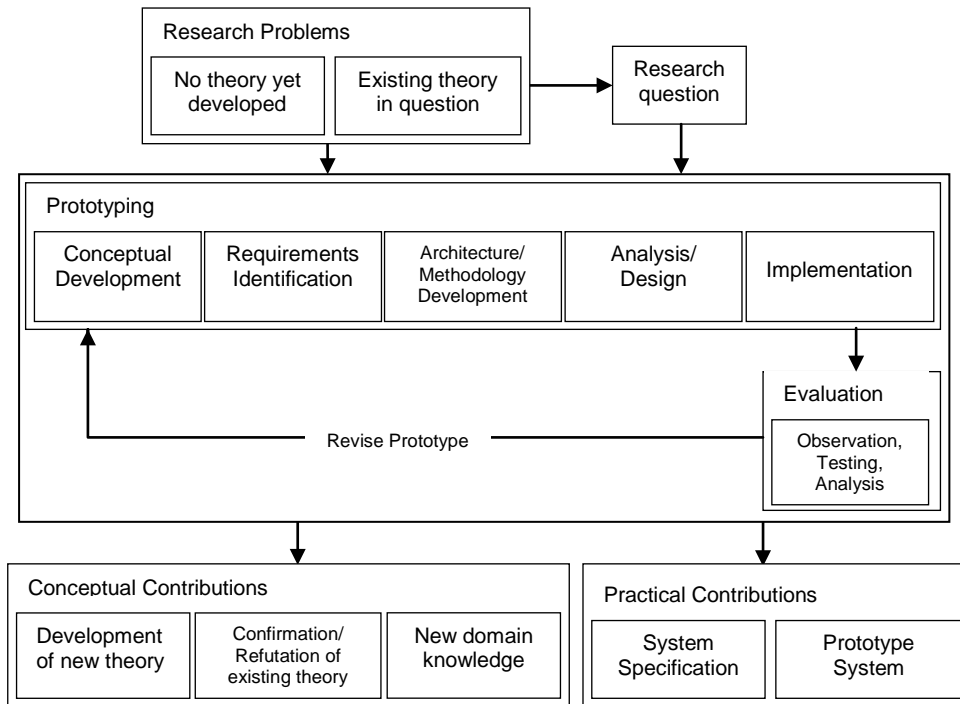 Research Problems
No theory yet
developed
Existing theory
in question
Research
question
Prototyping
Conceptual
Development
Requirements
Identification
Architecture/
Methodology
Development
Analysis/
Design
Implementation
Evaluation
Observation,
Testing,
Analysis
Revise Prototype
Conceptual Contributions
Development
of new theory
Confirmation/
Refutation of
existing theory
New domain
knowledge
Practical Contributions
System
Specification
Prototype
System